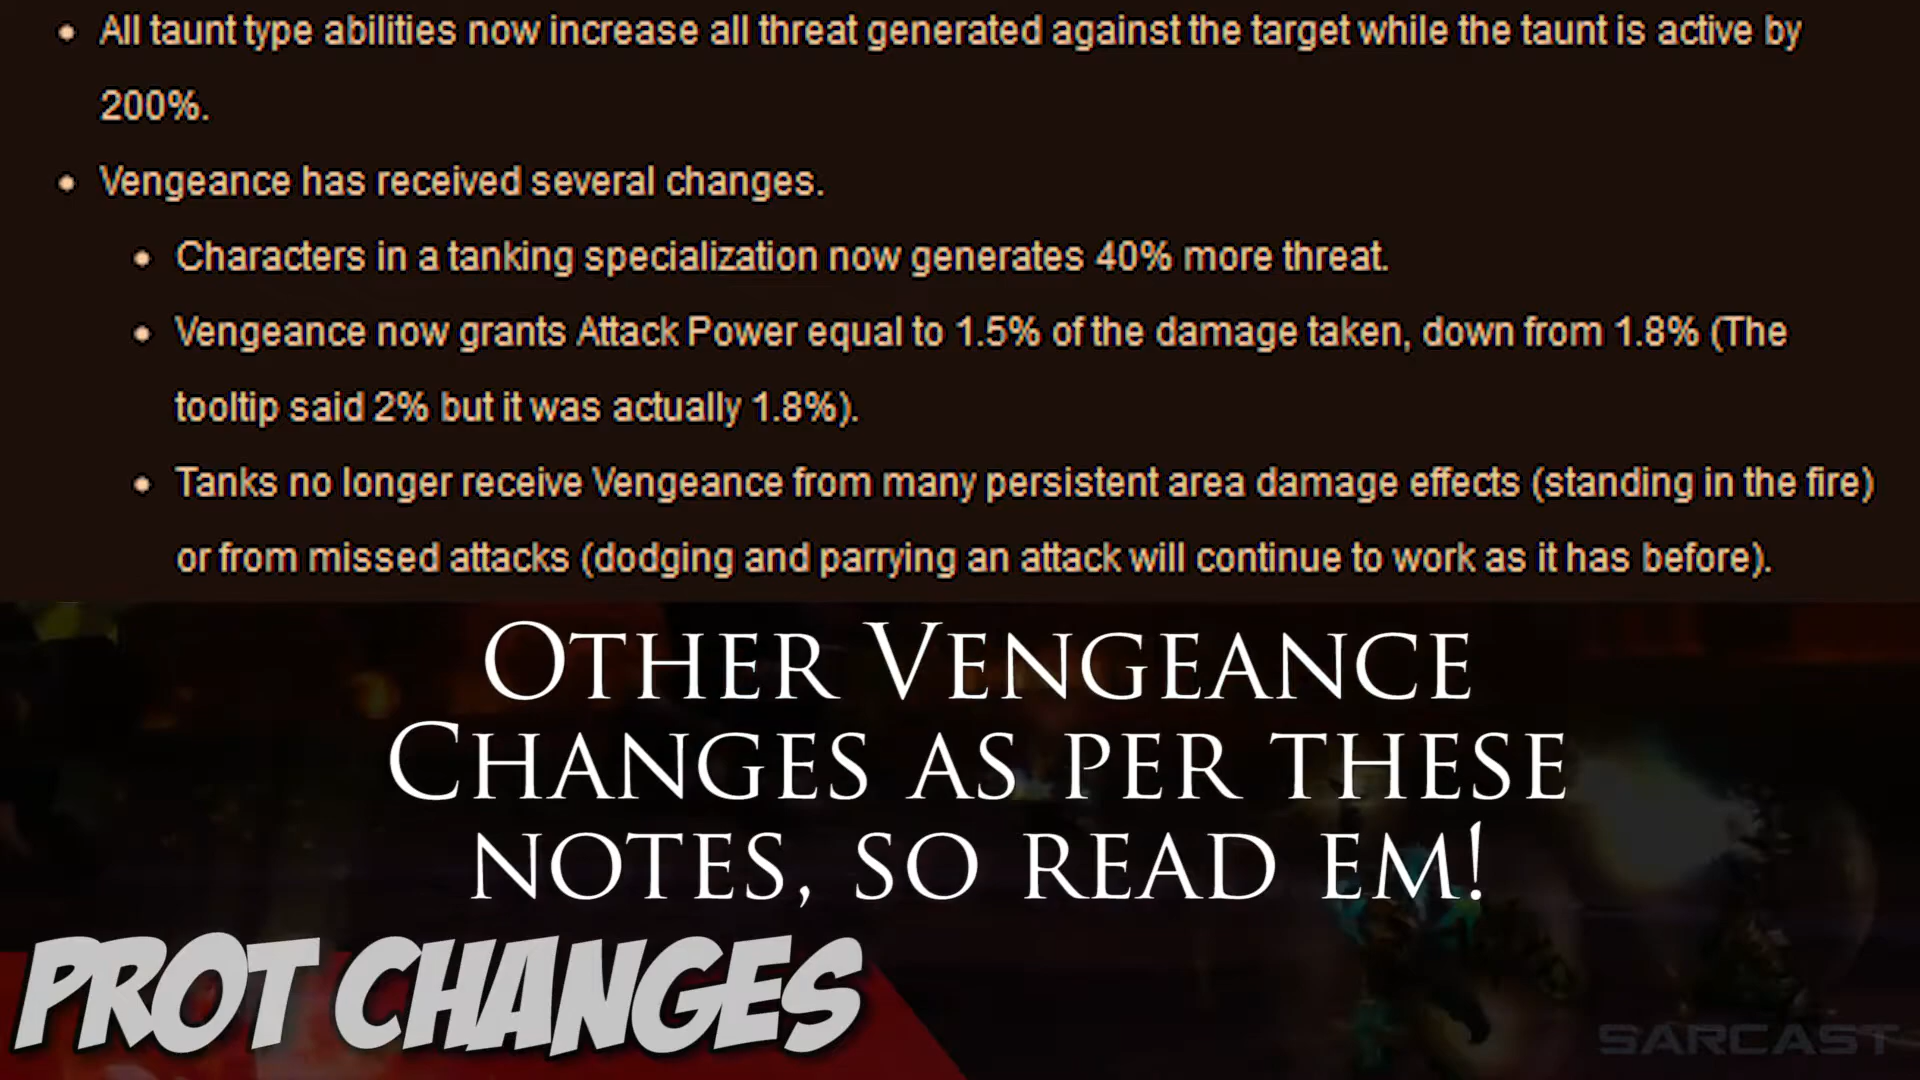 • All taunt type abilities now increase all threat generated against the target while the taunt is active by
200%.
• Vengeance has received several changes.
• Characters in a tanking specialization now generates 40% more threat.
• Vengeance now grants Attack Power equal to 1.5% of the damage taken, down from 1.8% (The
tooltip said 2% but it was actually 1.8%).
• Tanks no longer receive Vengeance from many persistent area damage effects (standing in the fire)
or from missed attacks (dodging and parrying an attack will continue to work as it has before).
OTHER VENGEANCE
CHANGES AS PER THESE
NOTES, SO READ EM!
PROT CHANGES
SARCAST